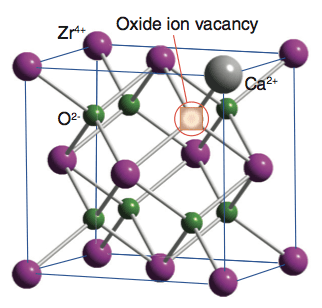 Oxide ion vacancy
Zr⁴⁺
Ca²⁺
O²⁻